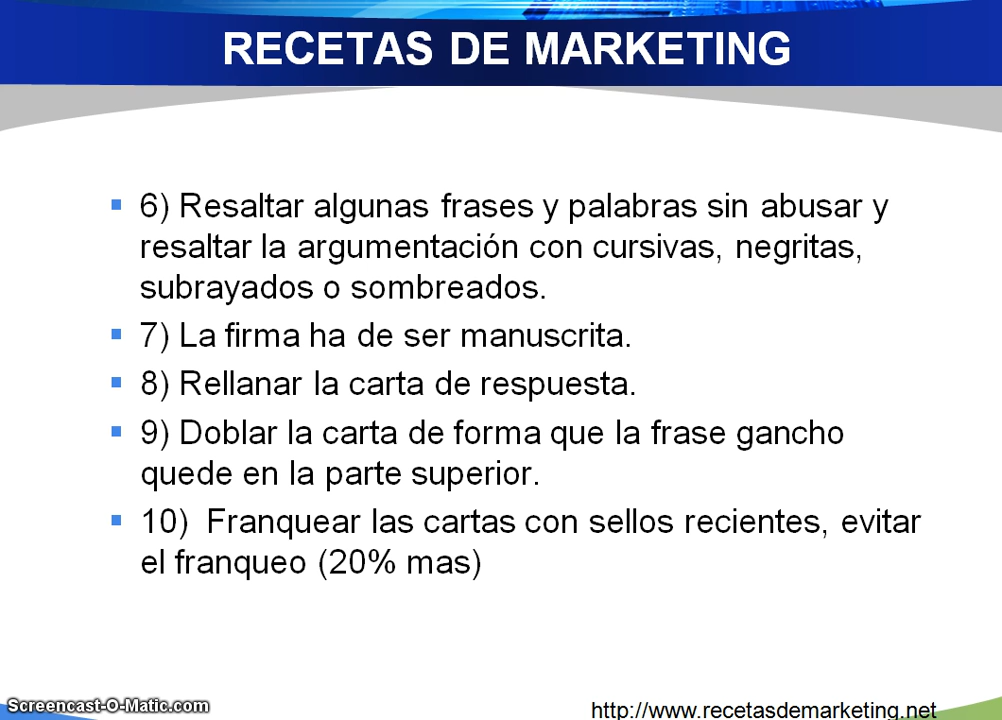 RECETAS DE MARKETING
6) Resaltar algunas frases y palabras sin abusar y
resaltar la argumentación con cursivas, negritas,
subrayados o sombreados.
7) La firma ha de ser manuscrita.
8) Rellanar la carta de respuesta.
9) Doblar la carta de forma que la frase gancho
quede en la parte superior.
10)  Franquear las cartas con sellos recientes, evitar
el franqueo (20% mas)
Screencast-O-Matic.com
http://www.recetasdemarketing.net